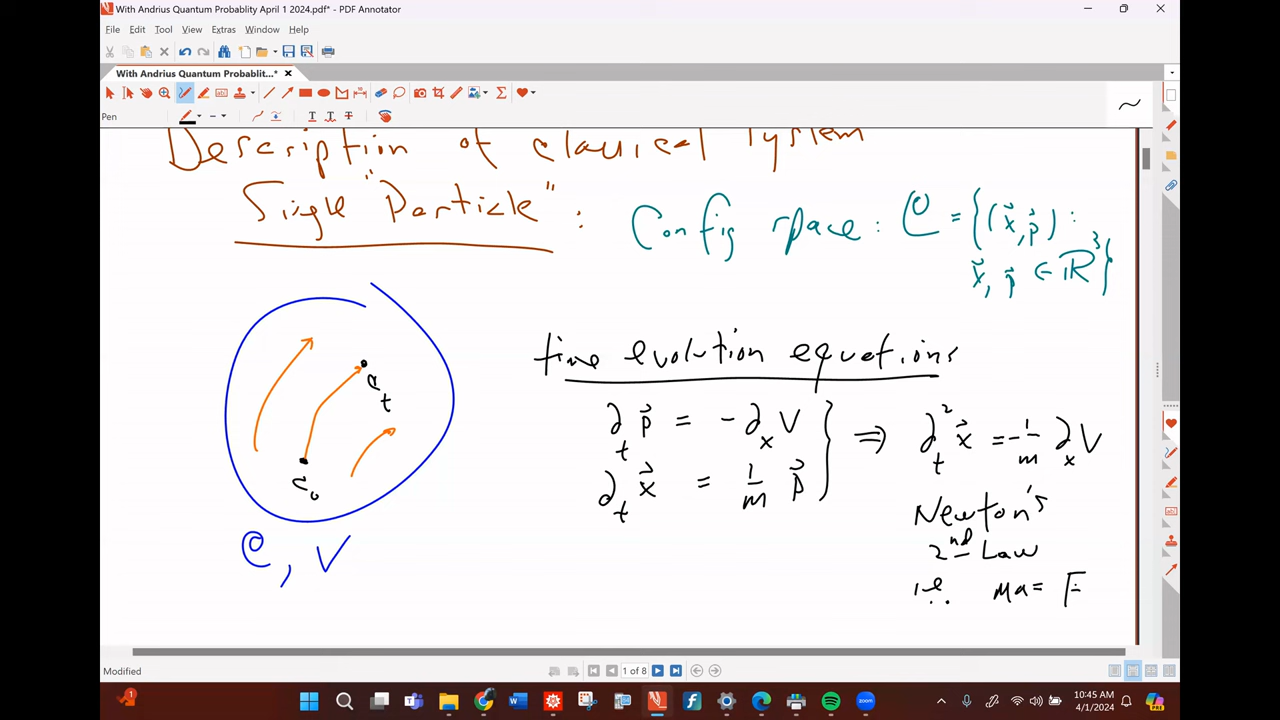 With Andrius Quantum Probablity April 1 2024.pdf* - PDF Annotator
File Edit Tool View Extras Window Help
With Andrius Quantum Probablit...*
Pen
Description of classical system
Single "Particle" :
Config space : C = {(x⃗, p⃗) :
x⃗, p⃗ ∈ ℝ³}
time evolution equations
∂_t p⃗ = -∂_x V
∂_t x⃗ = 1/m p⃗
⇒ ∂_t² x⃗ = -1/m ∂_x V
Newton's
2nd Law
i.e. ma = F
c_t
c_0
C, V
1 of 8
Modified
10:45 AM
4/1/2024